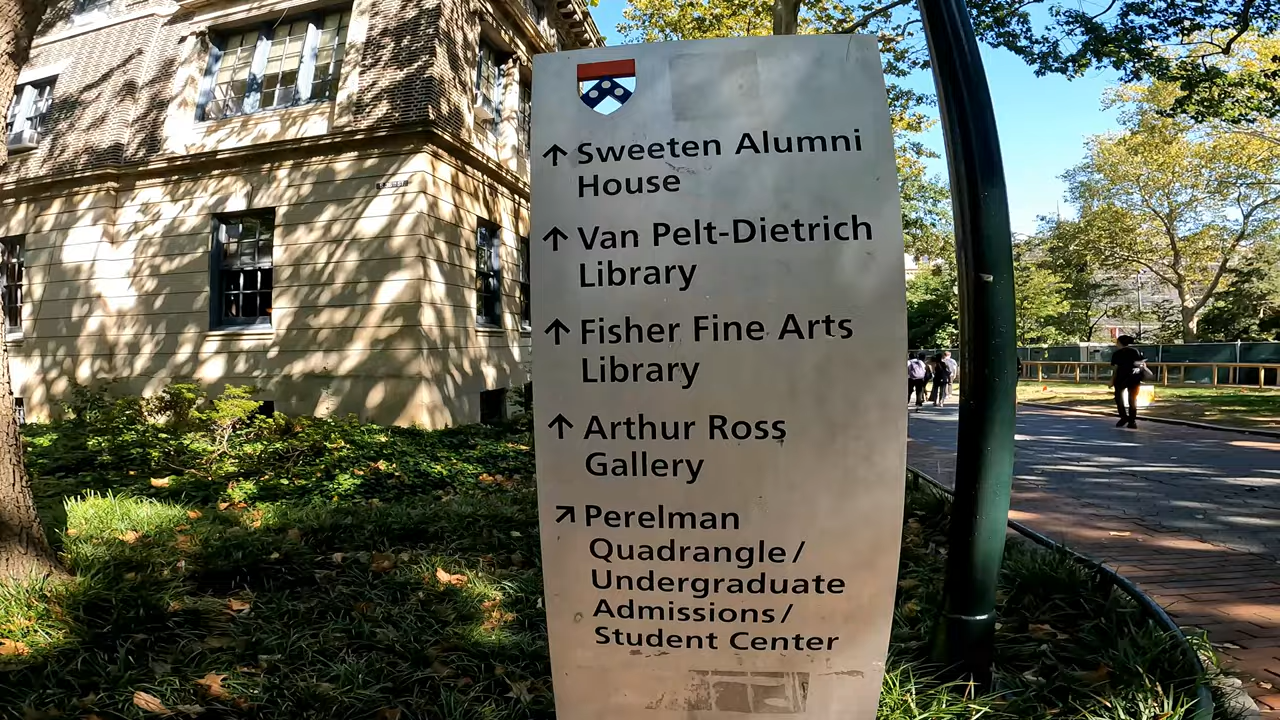 ↑ Sweeten Alumni
House
↑ Van Pelt-Dietrich
Library
↑ Fisher Fine Arts
Library
↑ Arthur Ross
Gallery
↗ Perelman
Quadrangle/
Undergraduate
Admissions/
Student Center